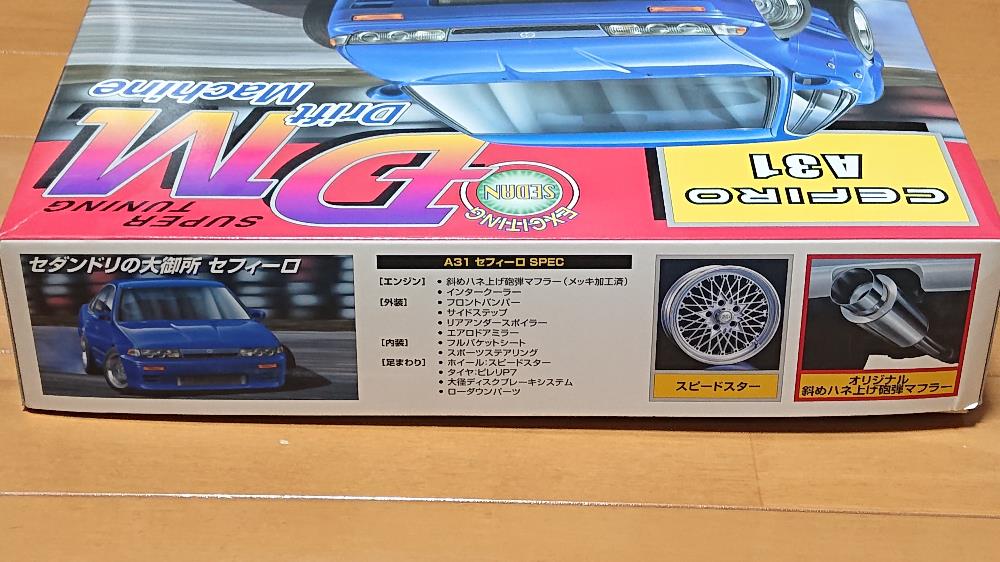 Drift
Machine
DM
SUPER
TUNING
EXCITING
SEDAN
CEFIRO
A31
セダンドリの大御所 セフィーロ
A31 セフィーロ SPEC
[エンジン] • 斜めハネ上げ砲弾マフラー(メッキ加工済)
• インタークーラー
[外装] • フロントバンパー
• サイドステップ
• リアアンダースポイラー
• エアロドアミラー
[内装] • フルバケットシート
• スポーツステアリング
[足まわり] • ホイール:スピードスター
• タイヤ:ピレリP7
• 大径ディスクブレーキシステム
• ローダウンパーツ
スピードスター
オリジナル
斜めハネ上げ砲弾マフラー